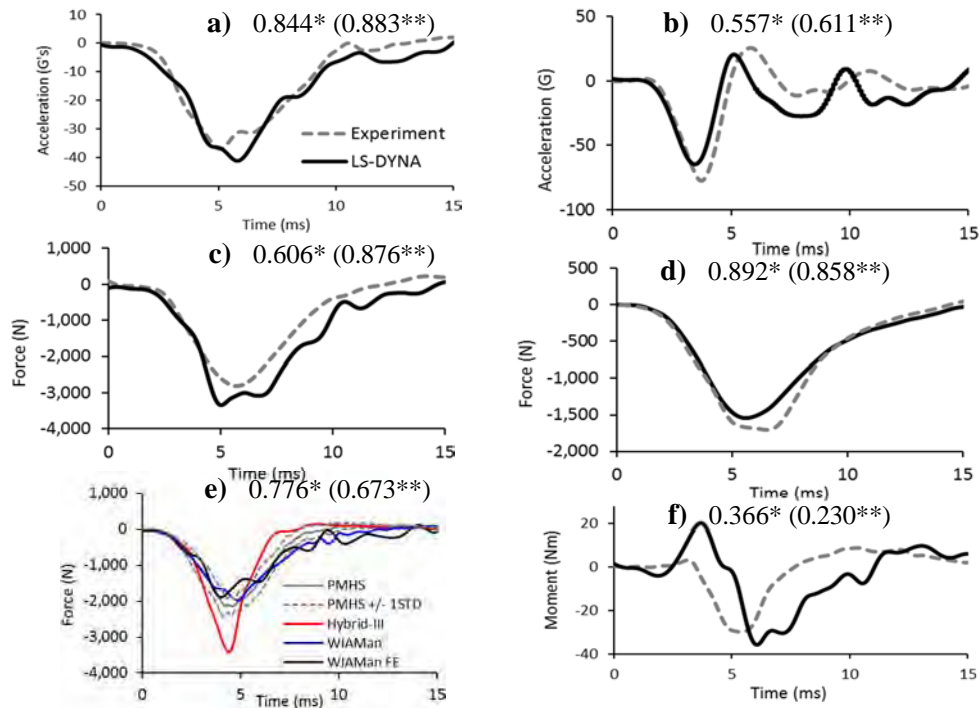 a) 0.844* (0.883**)
10
0
-10
-20
-30
-40
-50
Acceleration (G's)
Experiment
LS-DYNA
0 5 10 15
Time (ms)
b) 0.557* (0.611**)
100
50
0
-50
-100
Acceleration (G)
0 5 10 15
Time (ms)
c) 0.606* (0.876**)
1,000
0
-1,000
-2,000
-3,000
-4,000
Force (N)
0 5 10 15
Time (ms)
d) 0.892* (0.858**)
500
0
-500
-1,000
-1,500
-2,000
Force (N)
0 5 10 15
Time (ms)
e) 0.776* (0.673**)
1,000
0
-1,000
-2,000
-3,000
-4,000
Force (N)
PMHS
PMHS +/- 1STD
Hybrid-III
WIAMan
WIAMan FE
0 5 10 15
Time (ms)
f) 0.366* (0.230**)
20
0
-20
-40
Moment (Nm)
0 5 10 15
Time (ms)